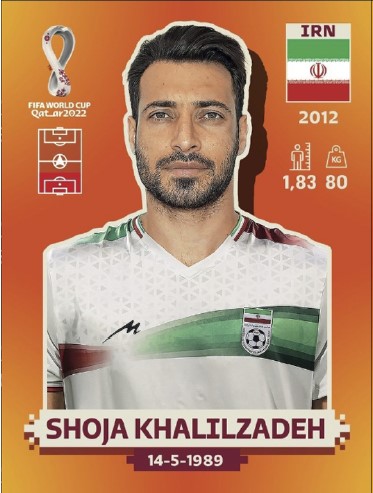 IRN
FIFA WORLD CUP
Qatar2022
2012
KG
1,83 80
SHOJA KHALILZADEH
14-5-1989